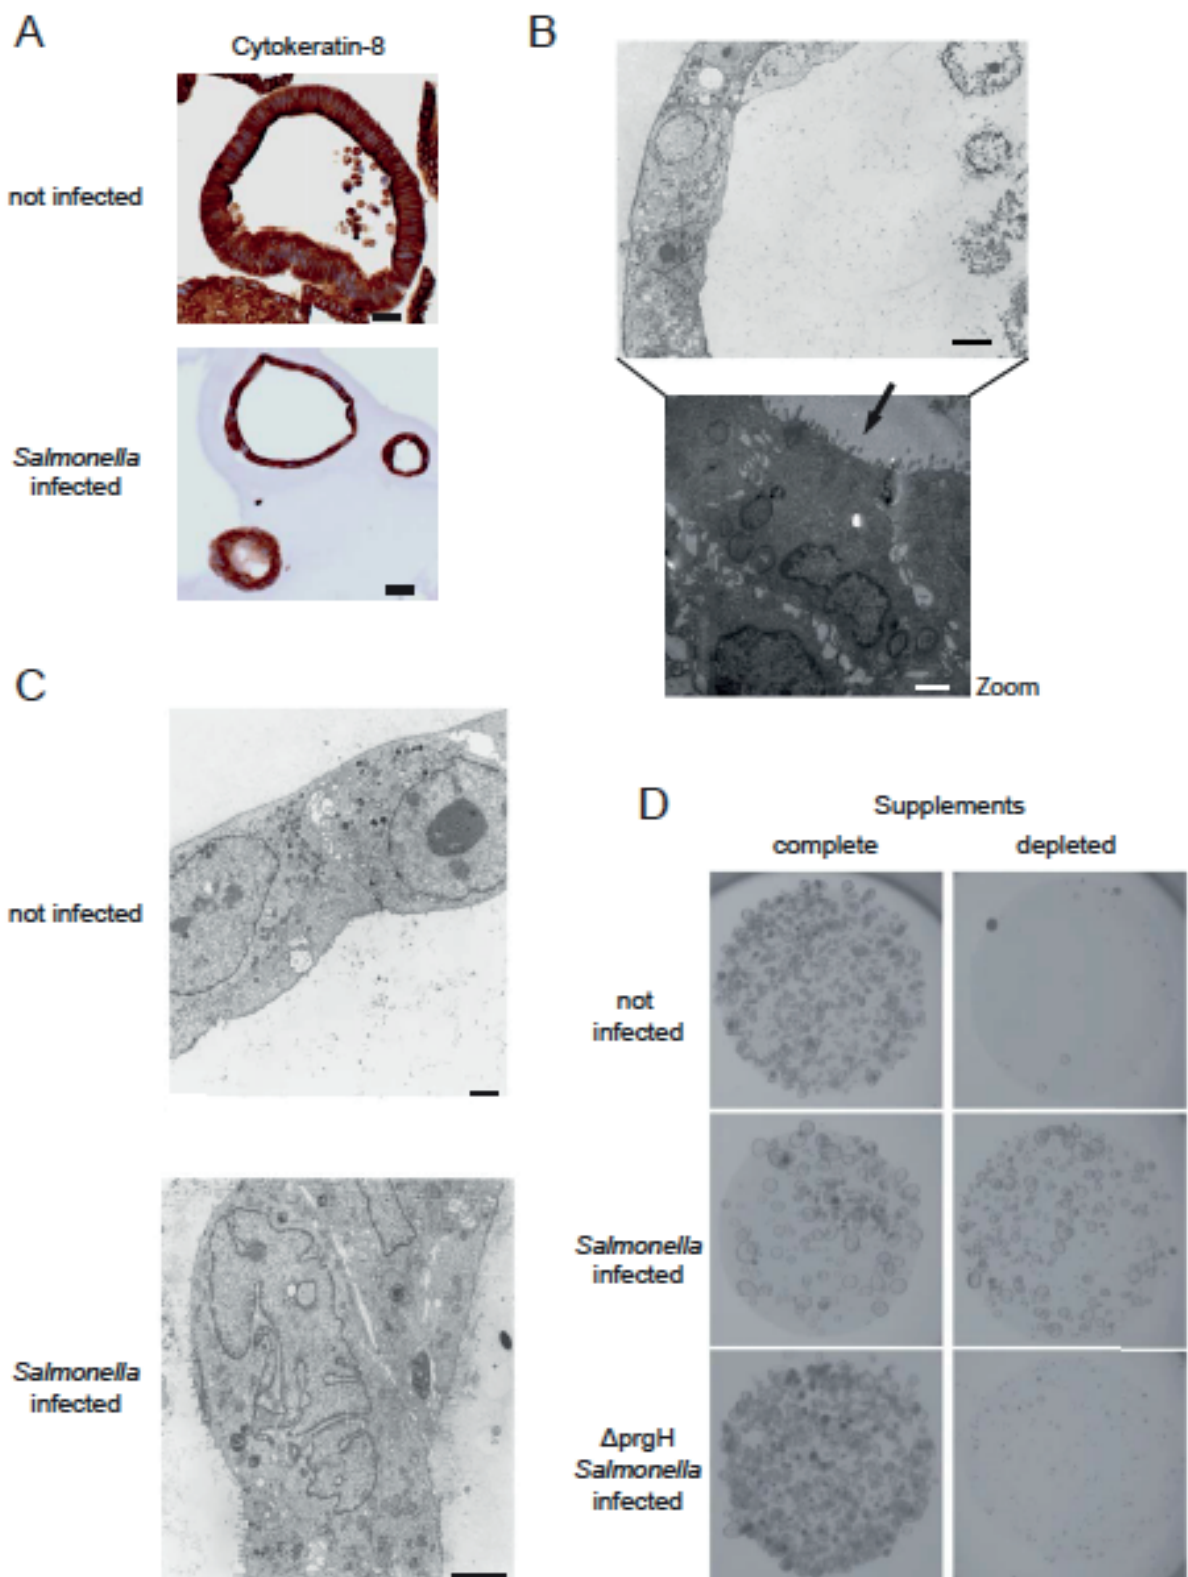 A
Cytokeratin-8
not infected
Salmonella
infected
B
Zoom
C
not infected
Salmonella
infected
D
Supplements
complete
depleted
not
infected
Salmonella
infected
ΔprgH
Salmonella
infected